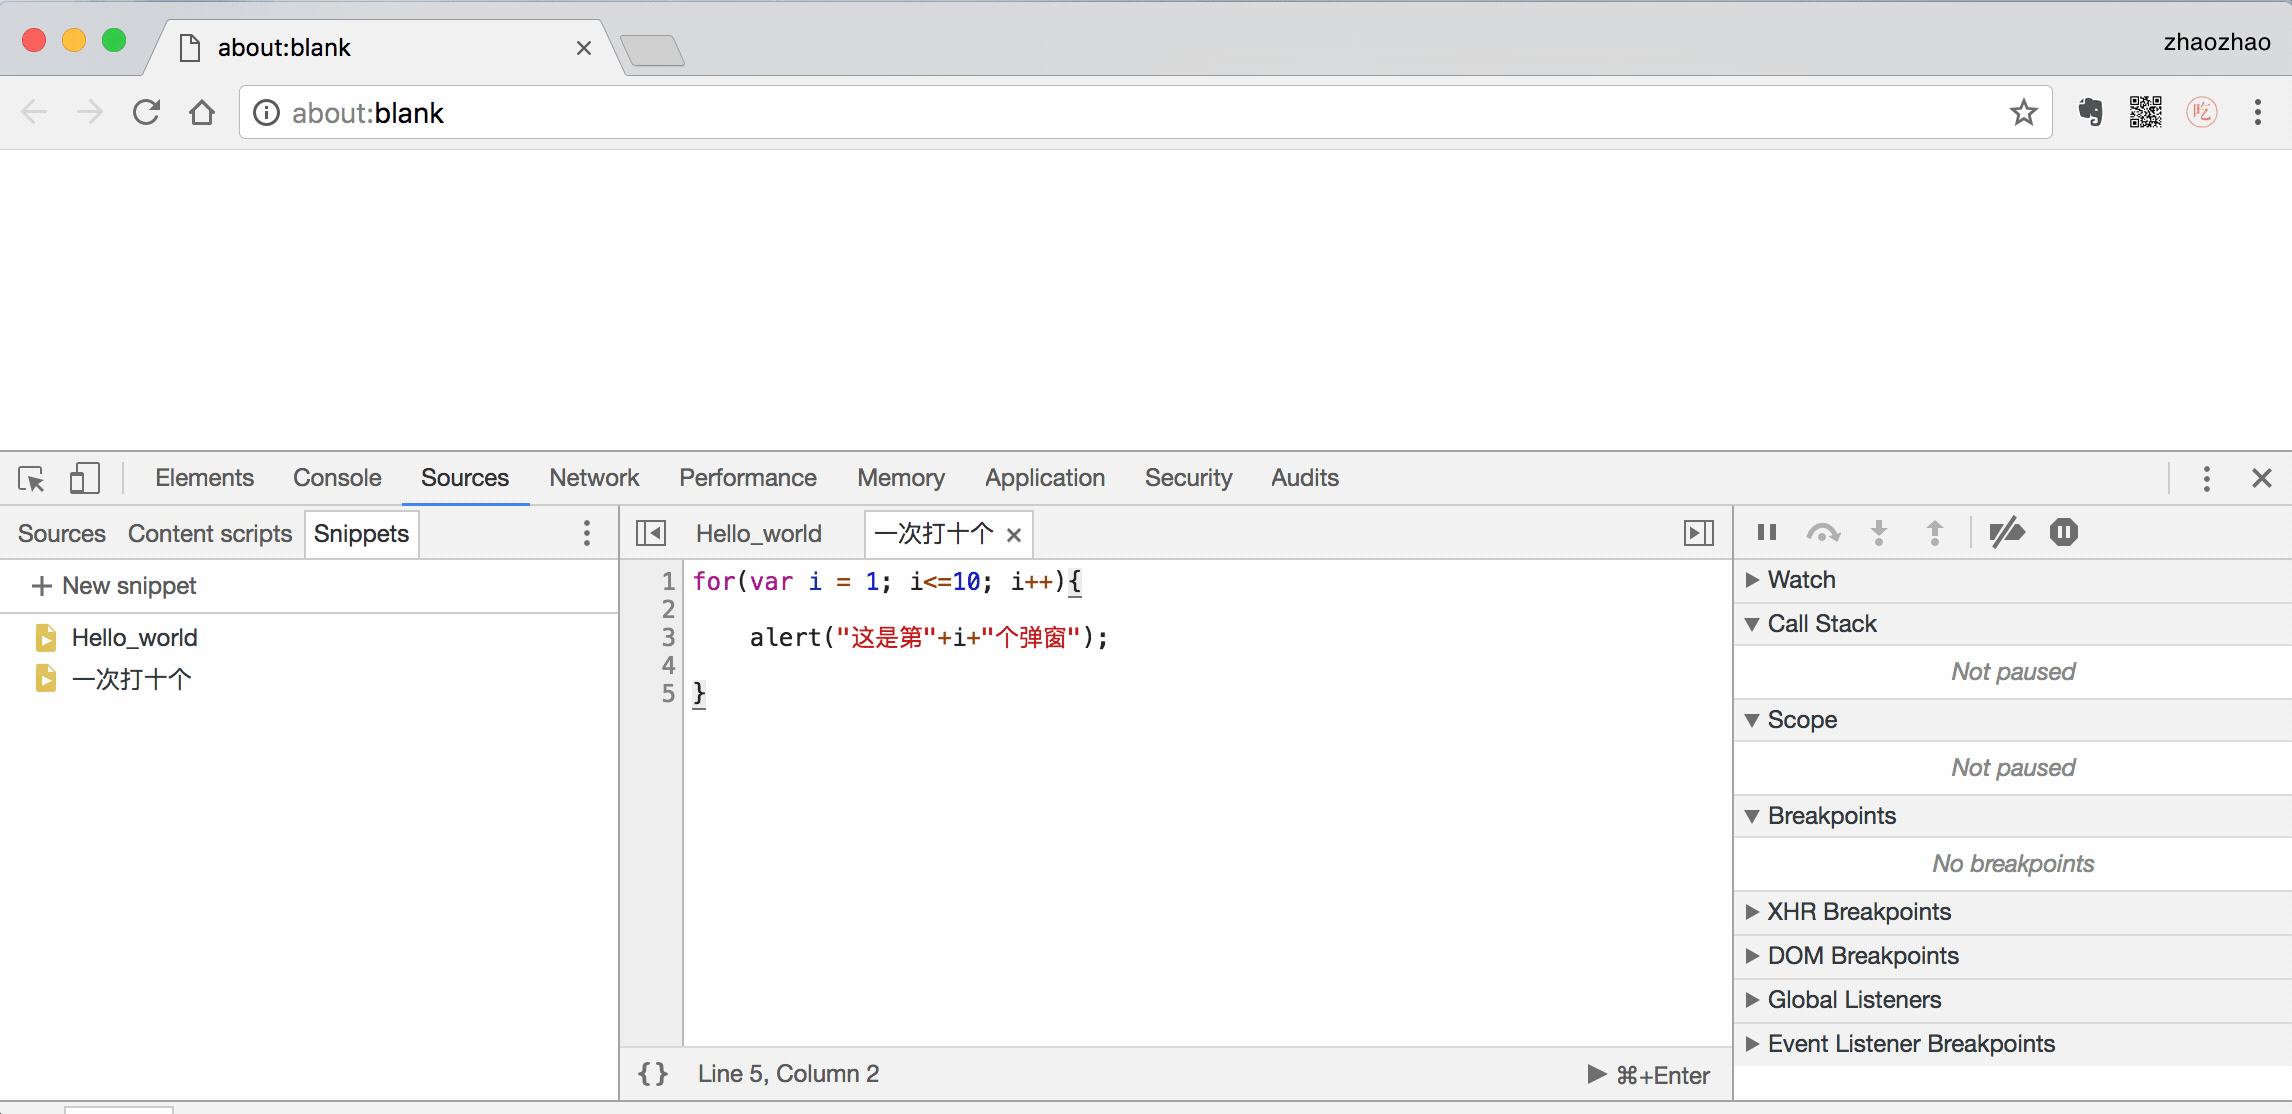 about:blank
zhaozhao
about:blank
吃
Elements Console Sources Network Performance Memory Application Security Audits
Sources Content scripts Snippets
New snippet
Hello_world
一次打十个
Hello_world 一次打十个
1 for(var i = 1; i<=10; i++){
2
3 alert("这是第"+i+"个弹窗");
4
5 }
{} Line 5, Column 2
⌘+Enter
Watch
Call Stack
Not paused
Scope
Not paused
Breakpoints
No breakpoints
XHR Breakpoints
DOM Breakpoints
Global Listeners
Event Listener Breakpoints